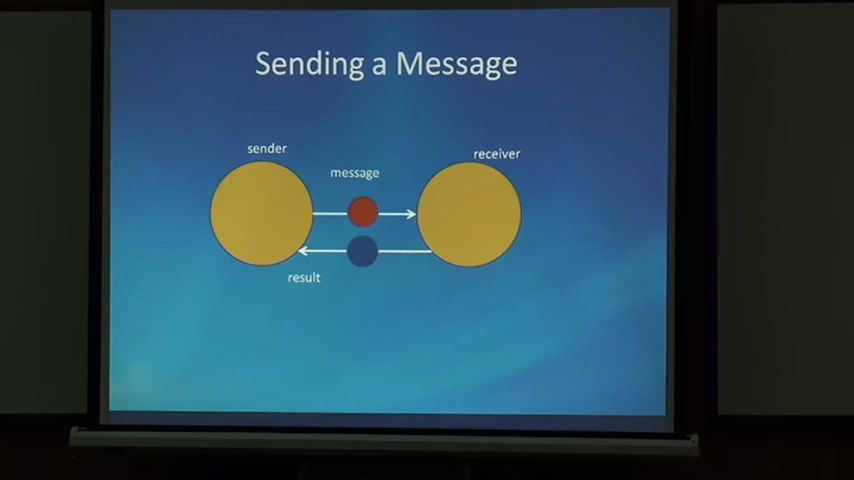 Sending a Message
sender
receiver
message
result